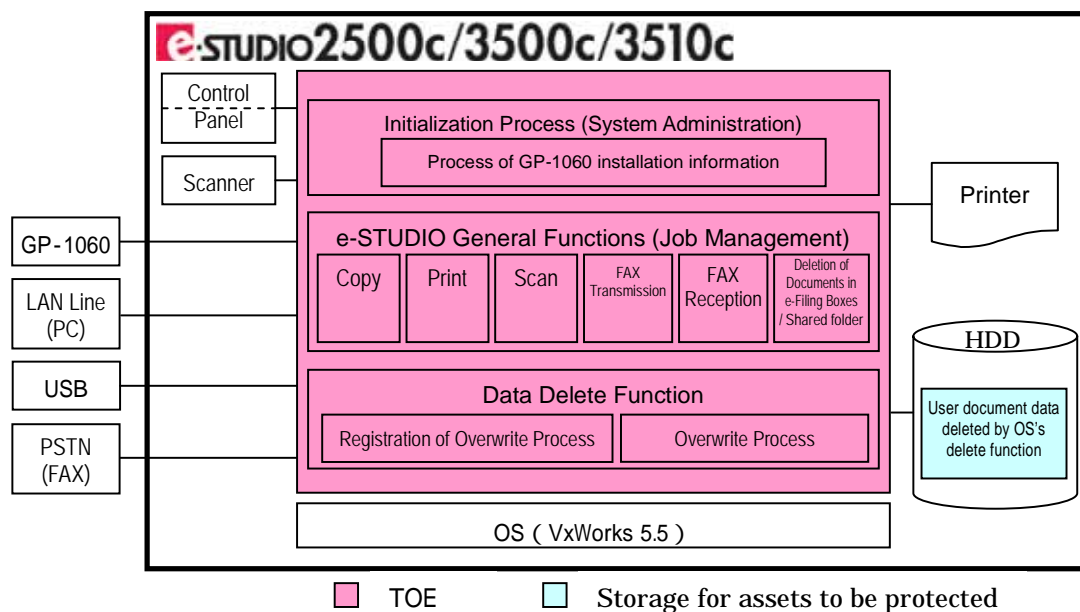 e-STUDIO2500c/3500c/3510c
Control
Panel
Scanner
GP-1060
LAN Line
(PC)
USB
PSTN
(FAX)
Initialization Process (System Administration)
Process of GP-1060 installation information
e-STUDIO General Functions (Job Management)
Copy
Print
Scan
FAX
Transmission
FAX
Reception
Deletion of
Documents in
e-Filing Boxes
/ Shared folder
Data Delete Function
Registration of Overwrite Process
Overwrite Process
OS ( VxWorks 5.5 )
Printer
HDD
User document data
deleted by OS's
delete function
TOE
Storage for assets to be protected